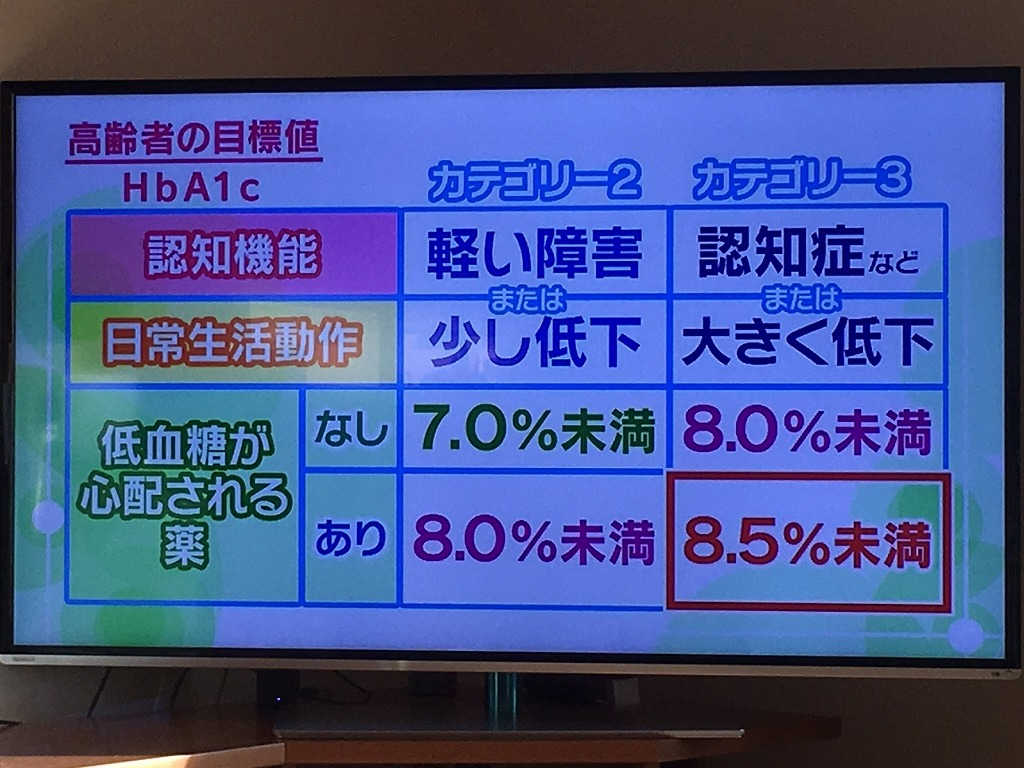 高齢者の目標値
HbA1c
カテゴリー2
カテゴリー3
認知機能
軽い障害
認知症など
または
または
日常生活動作
少し低下
大きく低下
低血糖が
心配される
薬
なし
7.0%未満
8.0%未満
あり
8.0%未満
8.5%未満